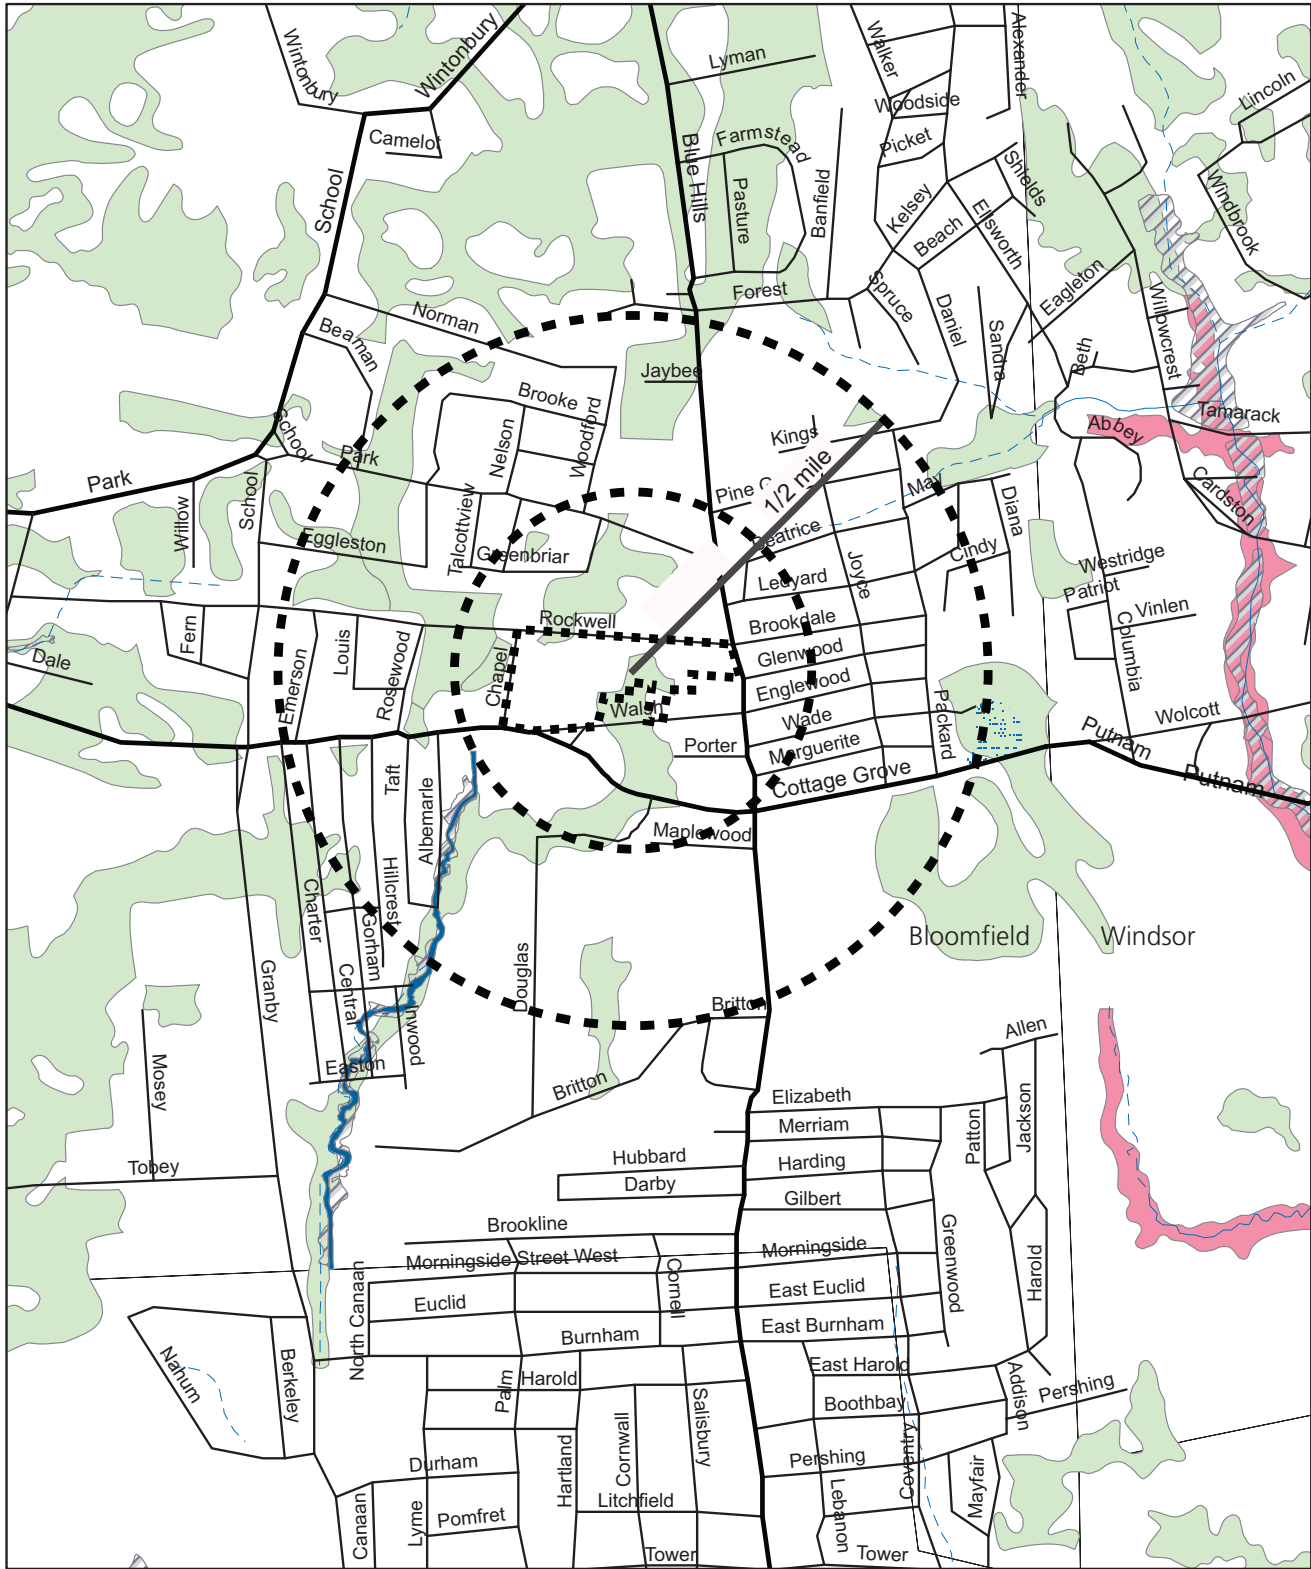 Wintonbury
Wintonbury
Lyman
Walker
Alexander
Lincoln
Camelot
Woodside
Picket
Farmstead
Blue Hills
Pasture
Banfield
School
Kelsey
Beach
Shields
Ellsworth
Windbrook
Forest
Spruce
Eagleton
Norman
Beaman
Daniel
Sandra
Willowcrest
Beth
Jaybee
Brooke
Nelson
Woodford
School
Park
Kings
Tamarack
Abbey
Park
School
Willow
1/2 mile
Pine
May
Diana
Cardston
Eggleston
Talcottview
Greenbriar
Beatrice
Joyce
Cindy
Westridge
Patriot
Vinlen
Ledyard
Columbia
Rockwell
Brookdale
Fern
Dale
Louis
Rosewood
Emerson
Chapel
Glenwood
Englewood
Walsh
Wade
Packard
Wolcott
Porter
Marguerite
Putnam
Putnam
Taft
Albemarle
Cottage Grove
Maplewood
Charter
Hillcrest
Gorham
Central
Granby
Inwood
Douglas
Bloomfield
Windsor
Britton
Mosey
Easton
Britton
Allen
Elizabeth
Merriam
Patton
Jackson
Tobey
Hubbard
Darby
Harding
Gilbert
Greenwood
Brookline
Morningside Street West
Morningside
Cornell
North Canaan
Euclid
East Euclid
Harold
Burnham
East Burnham
Nahum
Berkeley
Palm
Harold
East Harold
Addison
Pershing
Boothbay
Salisbury
Cornwall
Hartland
Durham
Pershing
Coventry
Mayfair
Lebanon
Litchfield
Canaan
Lyme
Pomfret
Tower
Tower